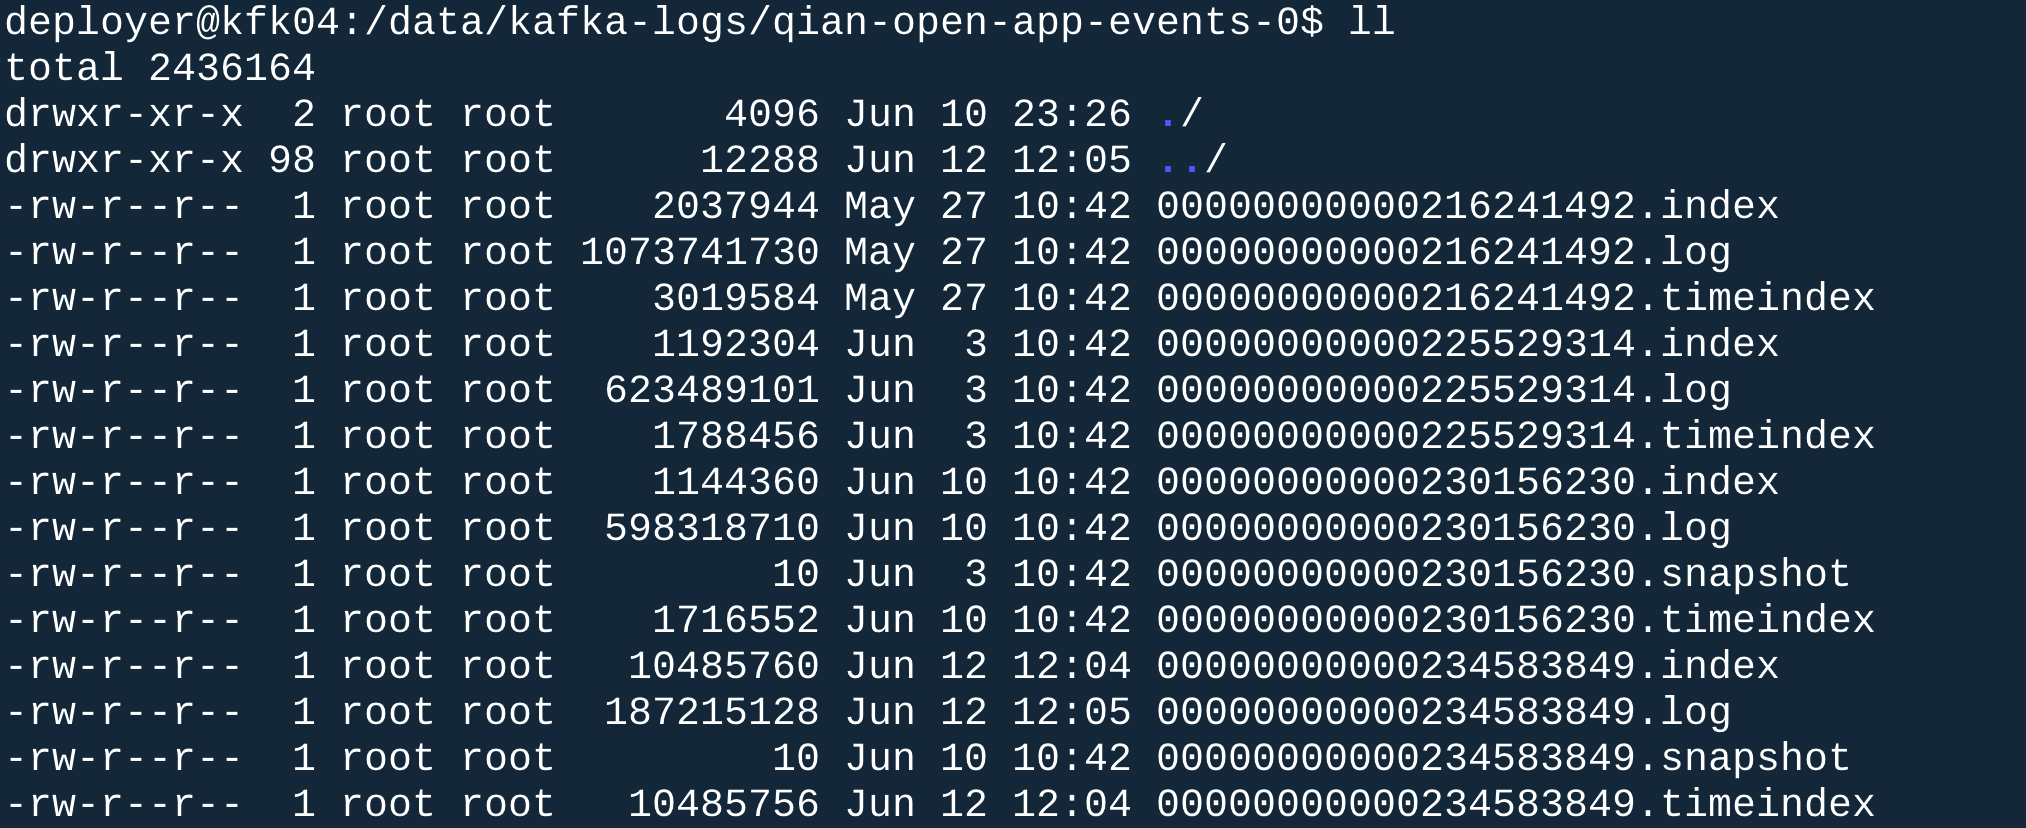 deployer@kfk04:/data/kafka-logs/qian-open-app-events-0$ ll
total 2436164
drwxr-xr-x  2 root root       4096 Jun 10 23:26 ./
drwxr-xr-x 98 root root      12288 Jun 12 12:05 ../
-rw-r--r--  1 root root    2037944 May 27 10:42 00000000000216241492.index
-rw-r--r--  1 root root 1073741730 May 27 10:42 00000000000216241492.log
-rw-r--r--  1 root root    3019584 May 27 10:42 00000000000216241492.timeindex
-rw-r--r--  1 root root    1192304 Jun  3 10:42 00000000000225529314.index
-rw-r--r--  1 root root  623489101 Jun  3 10:42 00000000000225529314.log
-rw-r--r--  1 root root    1788456 Jun  3 10:42 00000000000225529314.timeindex
-rw-r--r--  1 root root    1144360 Jun 10 10:42 00000000000230156230.index
-rw-r--r--  1 root root  598318710 Jun 10 10:42 00000000000230156230.log
-rw-r--r--  1 root root         10 Jun  3 10:42 00000000000230156230.snapshot
-rw-r--r--  1 root root    1716552 Jun 10 10:42 00000000000230156230.timeindex
-rw-r--r--  1 root root   10485760 Jun 12 12:04 00000000000234583849.index
-rw-r--r--  1 root root  187215128 Jun 12 12:05 00000000000234583849.log
-rw-r--r--  1 root root         10 Jun 10 10:42 00000000000234583849.snapshot
-rw-r--r--  1 root root   10485756 Jun 12 12:04 00000000000234583849.timeindex